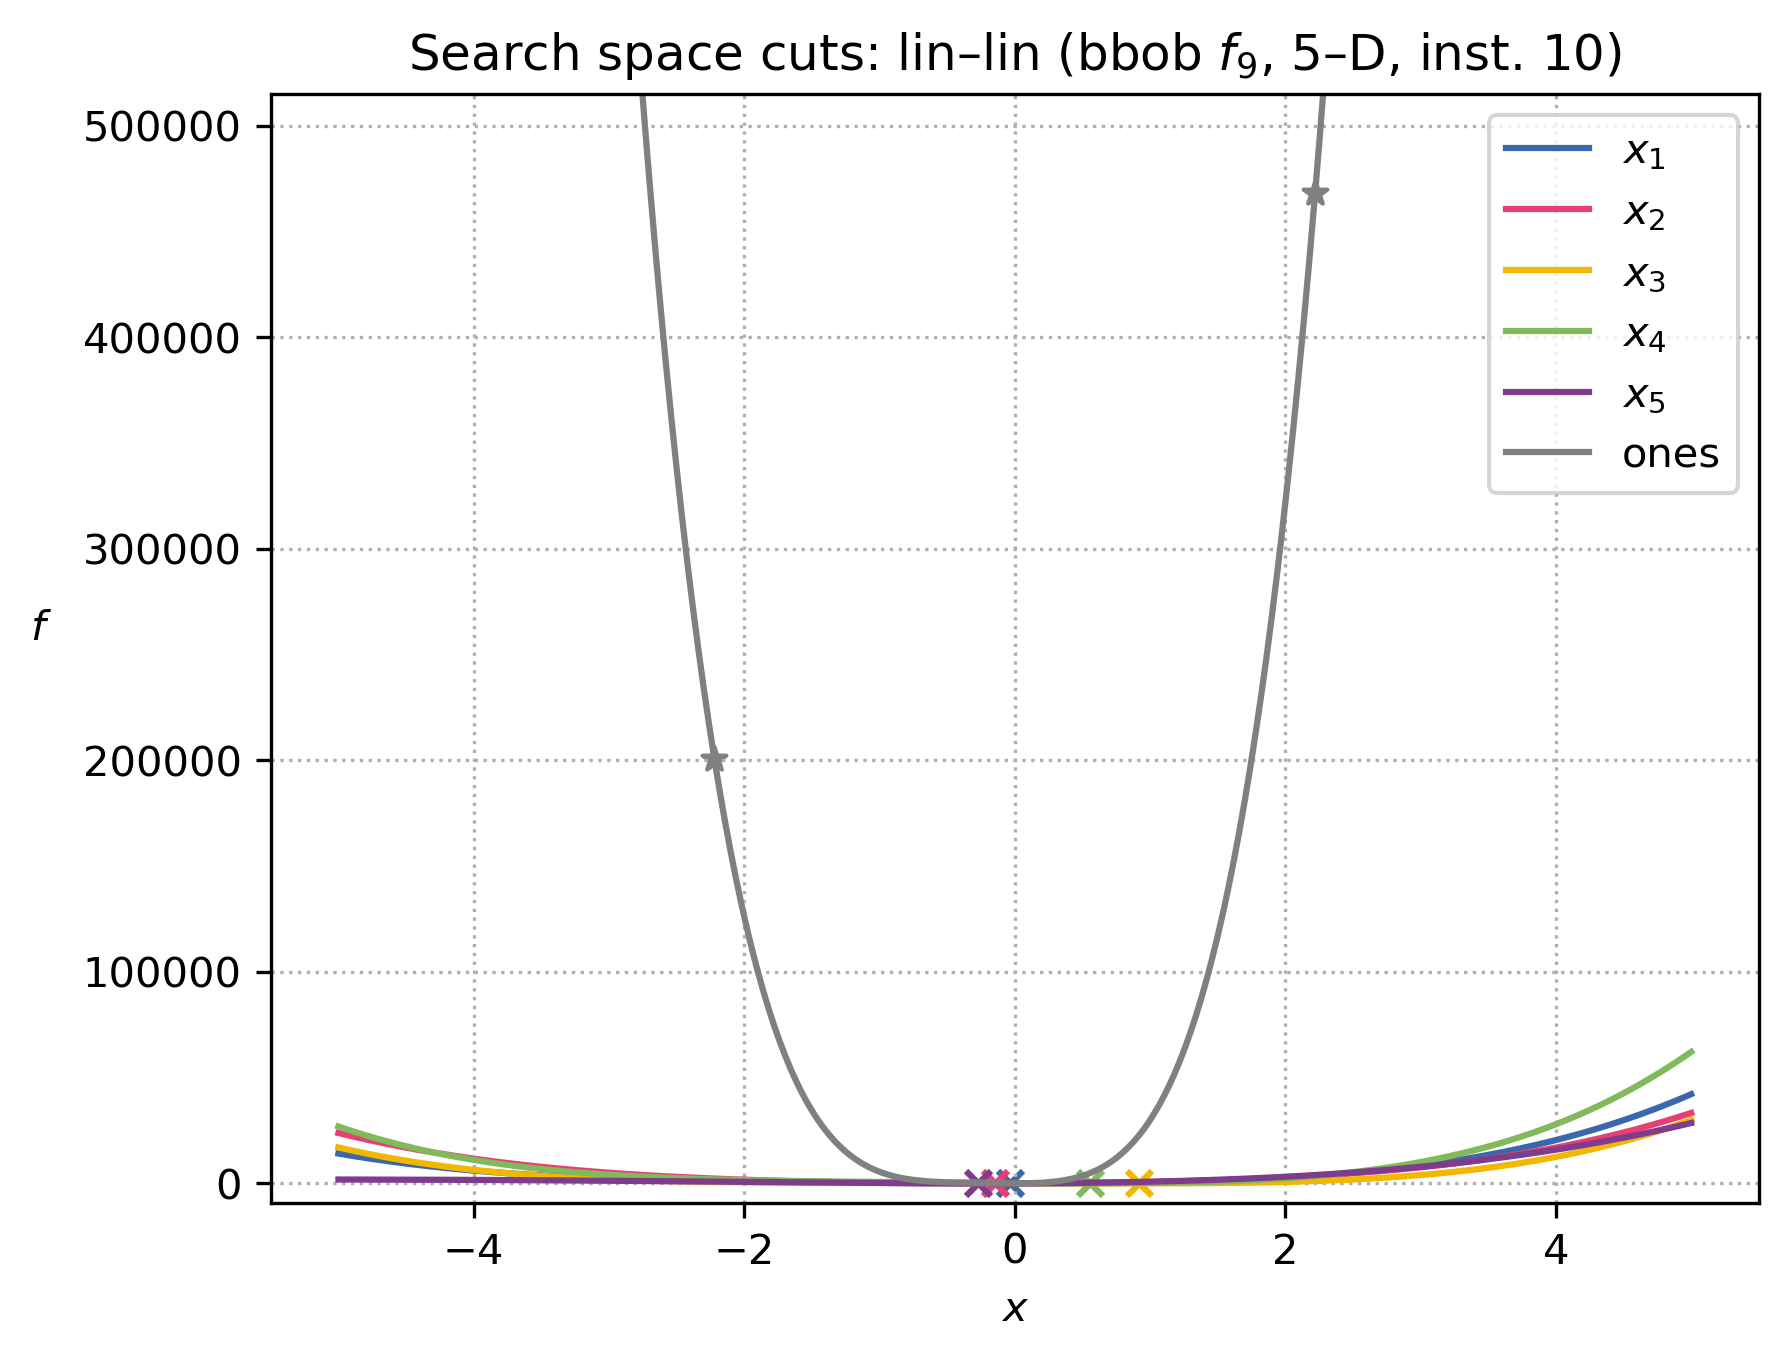 Search space cuts: lin–lin (bbob f₉, 5–D, inst. 10)
500000
400000
300000
200000
100000
0
f
−4
−2
0
2
4
x
x₁
x₂
x₃
x₄
x₅
ones